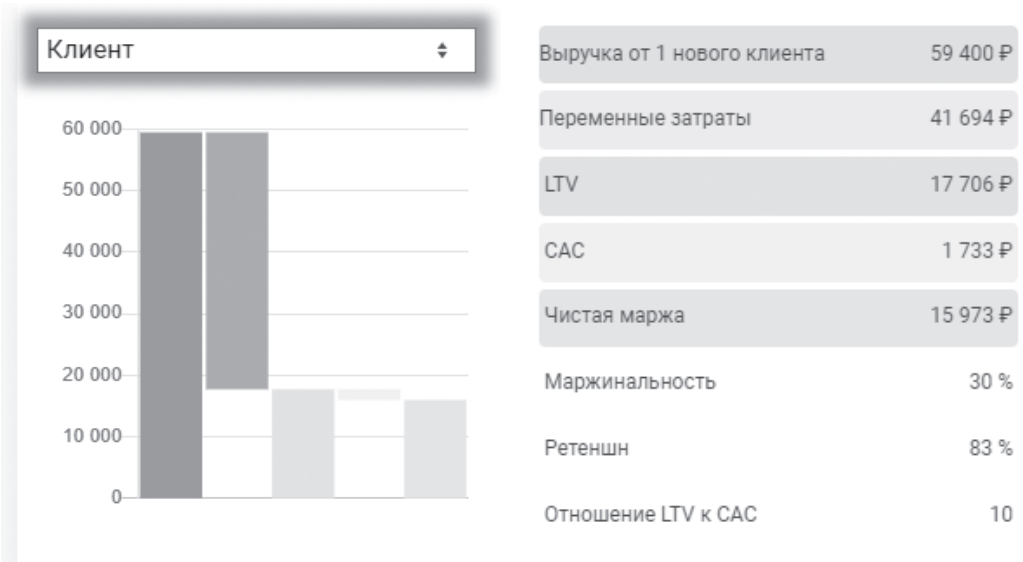 Клиент
60 000
50 000
40 000
30 000
20 000
10 000
0
Выручка от 1 нового клиента 59 400 ₽
Переменные затраты 41 694 ₽
LTV 17 706 ₽
CAC 1 733 ₽
Чистая маржа 15 973 ₽
Маржинальность 30 %
Ретеншн 83 %
Отношение LTV к CAC 10